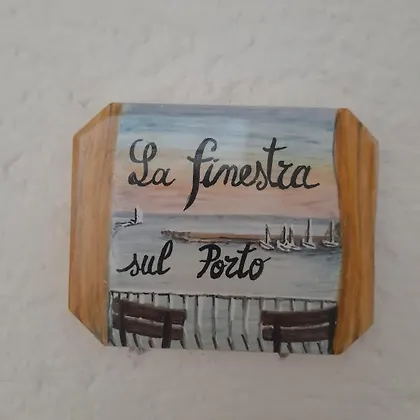 La finestra
sul Porto